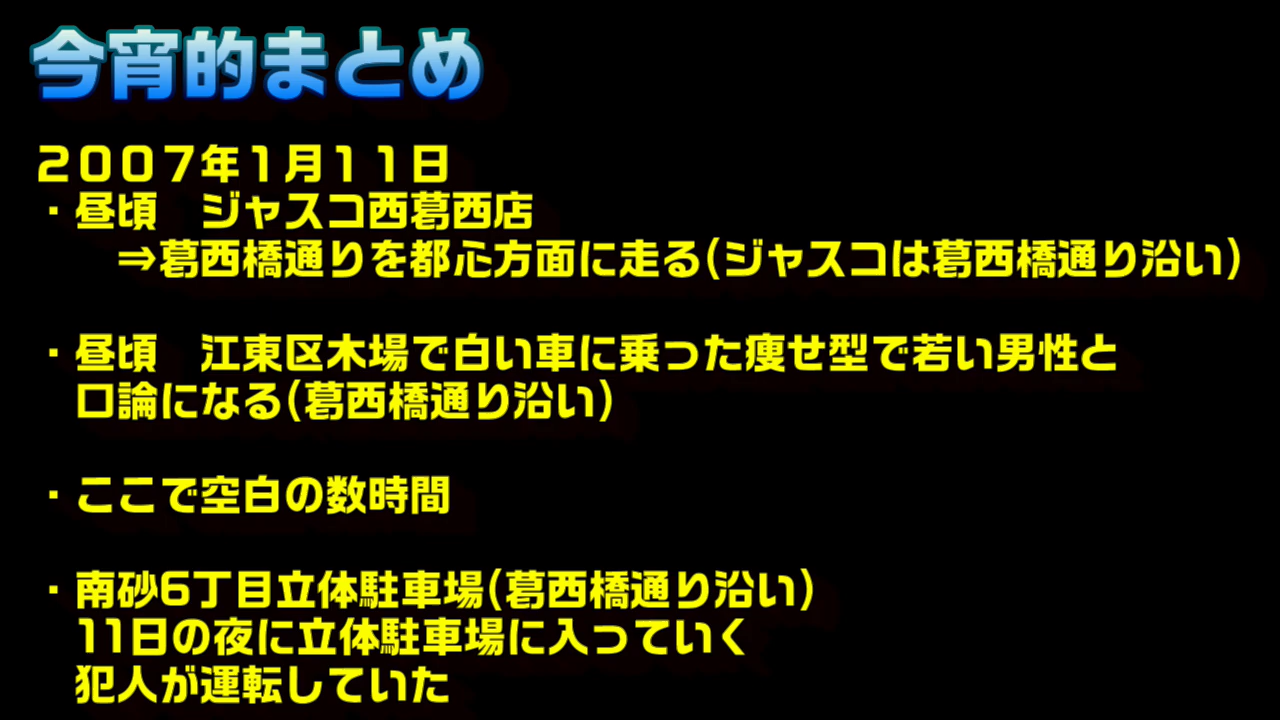 今宵的まとめ
２００７年１月１１日
・昼頃　ジャスコ西葛西店
⇒葛西橋通りを都心方面に走る(ジャスコは葛西橋通り沿い)
・昼頃　江東区木場で白い車に乗った痩せ型で若い男性と
口論になる(葛西橋通り沿い)
・ここで空白の数時間
・南砂6丁目立体駐車場(葛西橋通り沿い)
11日の夜に立体駐車場に入っていく
犯人が運転していた